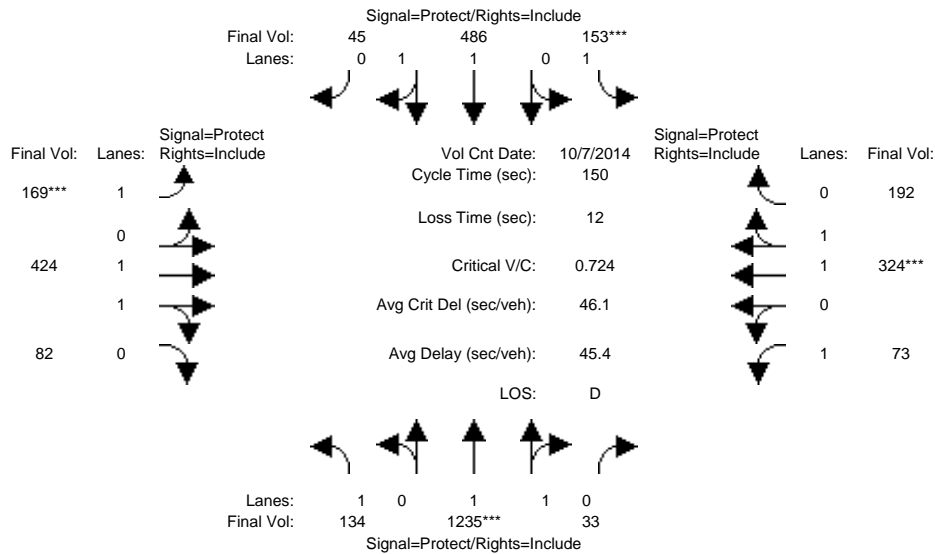 Signal=Protect/Rights=Include
Final Vol: 45 486 153***
Lanes: 0 1 1 0 1
Signal=Protect Signal=Protect
Final Vol: Lanes: Rights=Include Vol Cnt Date: 10/7/2014 Rights=Include Lanes: Final Vol:
Cycle Time (sec): 150
169*** 1 0 192
Loss Time (sec): 12
0 1
424 1 Critical V/C: 0.724 1 324***
1 Avg Crit Del (sec/veh): 46.1 0
82 0 Avg Delay (sec/veh): 45.4 1 73
LOS: D
Lanes: 1 0 1 1 0
Final Vol: 134 1235*** 33
Signal=Protect/Rights=Include